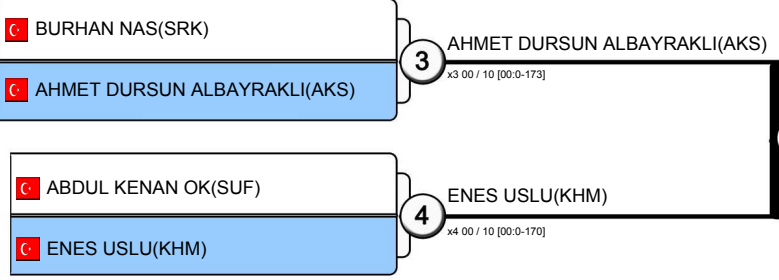 BURHAN NAS(SRK)
AHMET DURSUN ALBAYRAKLI(AKS)
3
AHMET DURSUN ALBAYRAKLI(AKS)
x3 00 / 10 [00:0-173]
ABDUL KENAN OK(SUF)
ENES USLU(KHM)
4
ENES USLU(KHM)
x4 00 / 10 [00:0-170]